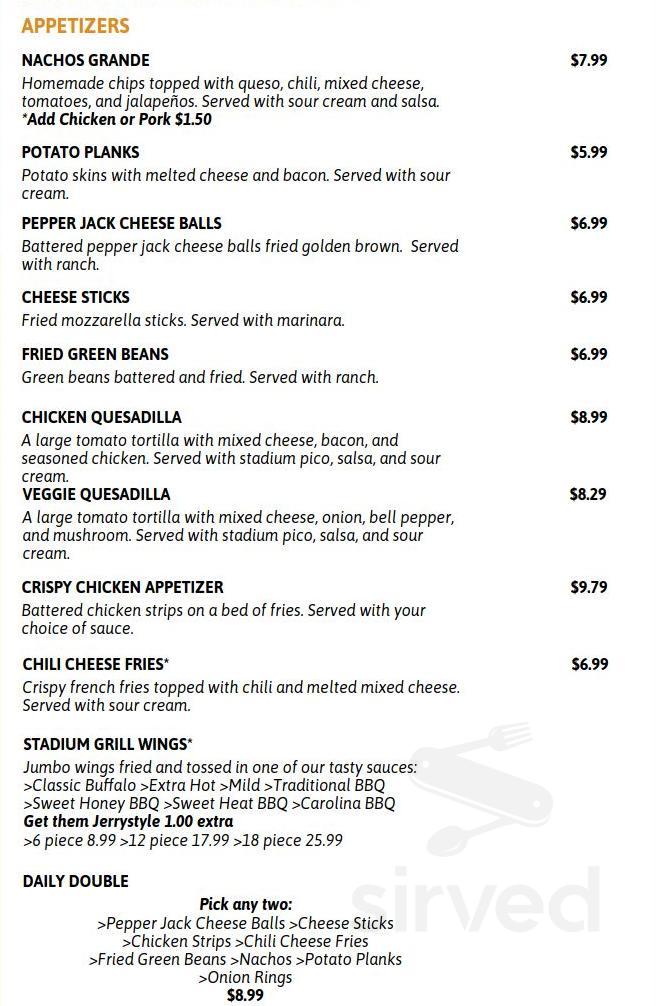 APPETIZERS
NACHOS GRANDE $7.99
Homemade chips topped with queso, chili, mixed cheese,
tomatoes, and jalapeños. Served with sour cream and salsa.
*Add Chicken or Pork $1.50
POTATO PLANKS $5.99
Potato skins with melted cheese and bacon. Served with sour
cream.
PEPPER JACK CHEESE BALLS $6.99
Battered pepper jack cheese balls fried golden brown.  Served
with ranch.
CHEESE STICKS $6.99
Fried mozzarella sticks. Served with marinara.
FRIED GREEN BEANS $6.99
Green beans battered and fried. Served with ranch.
CHICKEN QUESADILLA $8.99
A large tomato tortilla with mixed cheese, bacon, and
seasoned chicken. Served with stadium pico, salsa, and sour
cream.
VEGGIE QUESADILLA $8.29
A large tomato tortilla with mixed cheese, onion, bell pepper,
and mushroom. Served with stadium pico, salsa, and sour
cream.
CRISPY CHICKEN APPETIZER $9.79
Battered chicken strips on a bed of fries. Served with your
choice of sauce.
CHILI CHEESE FRIES* $6.99
Crispy french fries topped with chili and melted mixed cheese.
Served with sour cream.
STADIUM GRILL WINGS*
Jumbo wings fried and tossed in one of our tasty sauces:
>Classic Buffalo >Extra Hot >Mild >Traditional BBQ
>Sweet Honey BBQ >Sweet Heat BBQ >Carolina BBQ
Get them Jerrystyle 1.00 extra
>6 piece 8.99 >12 piece 17.99 >18 piece 25.99
DAILY DOUBLE
Pick any two:
>Pepper Jack Cheese Balls >Cheese Sticks
>Chicken Strips >Chili Cheese Fries
>Fried Green Beans >Nachos >Potato Planks
>Onion Rings
$8.99
sirved